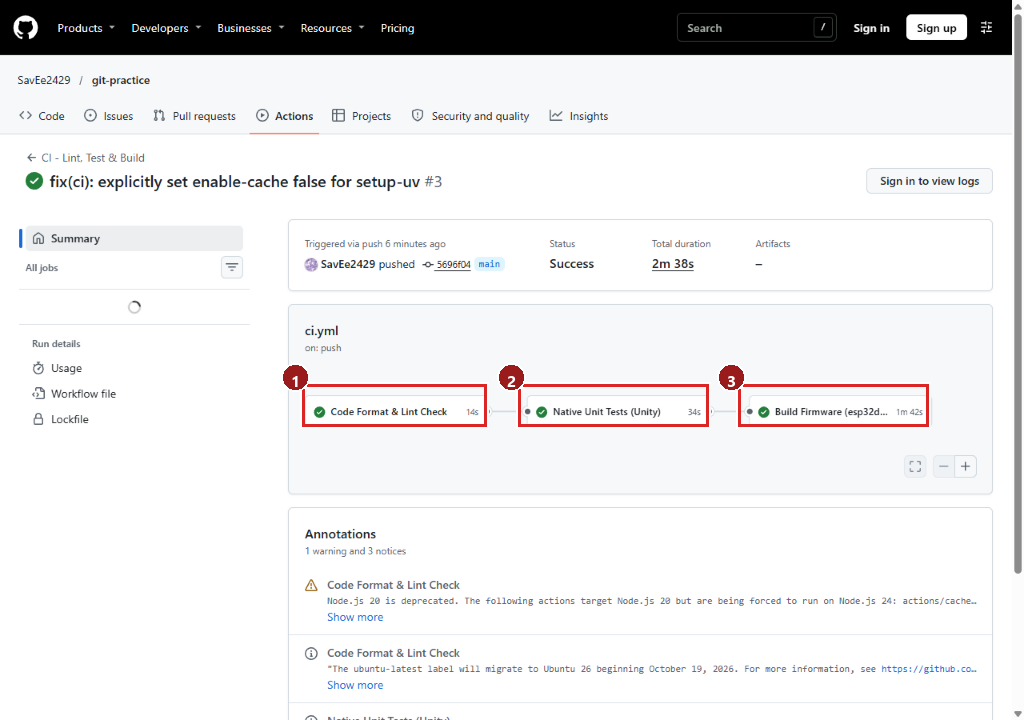 Products Developers Businesses Resources Pricing Search / Sign in Sign up
SavEe2429 / git-practice
Code Issues Pull requests Actions Projects Security and quality Insights
CI - Lint, Test & Build
fix(ci): explicitly set enable-cache false for setup-uv #3
Sign in to view logs
Summary
All jobs
Run details
Usage
Workflow file
Lockfile
Triggered via push 6 minutes ago
SavEe2429 pushed 5696f04 main
Status
Success
Total duration
2m 38s
Artifacts
–
ci.yml
on: push
1
Code Format & Lint Check 14s
2
Native Unit Tests (Unity) 34s
3
Build Firmware (esp32d... 1m 42s
Annotations
1 warning and 3 notices
Code Format & Lint Check
Node.js 20 is deprecated. The following actions target Node.js 20 but are being forced to run on Node.js 24: actions/cache…
Show more
Code Format & Lint Check
"The ubuntu-latest label will migrate to Ubuntu 26 beginning October 19, 2026. For more information, see https://github.co…
Show more
Native Unit Tests (Unity)